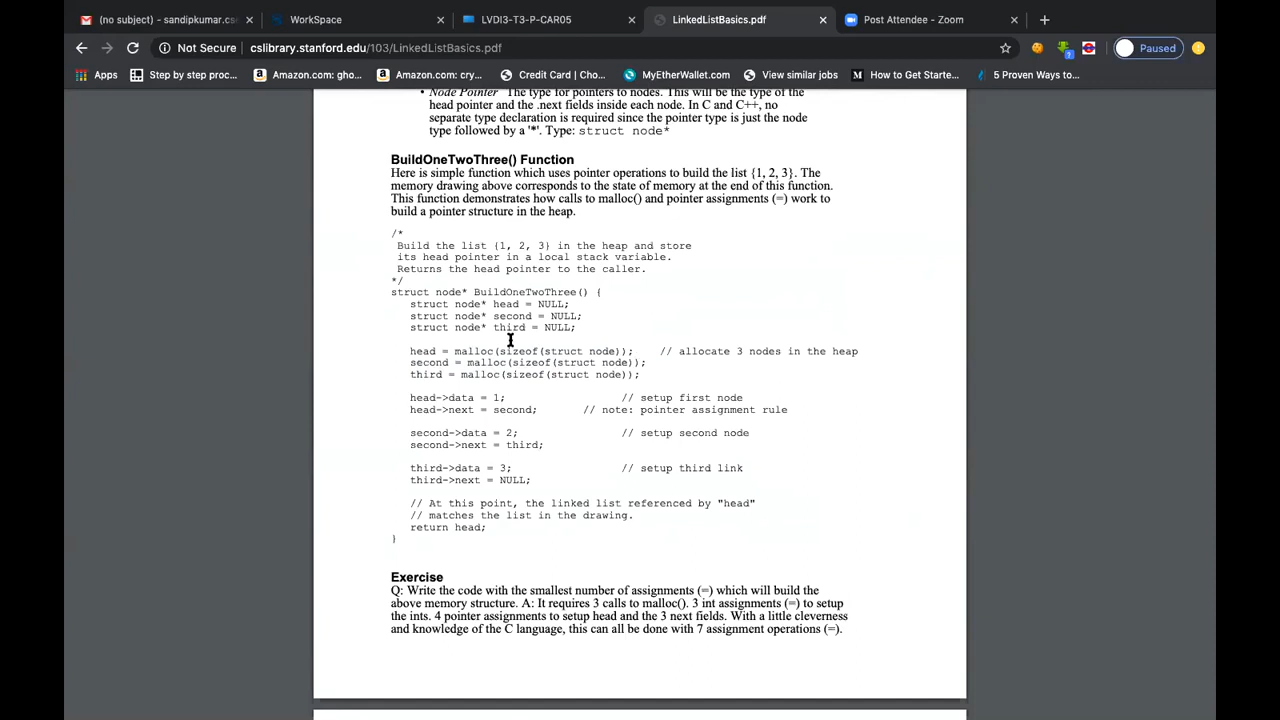 (no subject) - sandipkumar.cs
WorkSpace
LVDI3-T3-P-CAR05
LinkedListBasics.pdf
Post Attendee - Zoom
Not Secure | cslibrary.stanford.edu/103/LinkedListBasics.pdf
Paused
Apps
Step by step proc...
Amazon.com: gho...
Amazon.com: cry...
Credit Card | Cho...
MyEtherWallet.com
View similar jobs
How to Get Starte...
5 Proven Ways to...
• Node Pointer The type for pointers to nodes. This will be the type of the
head pointer and the .next fields inside each node. In C and C++, no
separate type declaration is required since the pointer type is just the node
type followed by a '*'. Type: struct node*
BuildOneTwoThree() Function
Here is simple function which uses pointer operations to build the list {1, 2, 3}. The
memory drawing above corresponds to the state of memory at the end of this function.
This function demonstrates how calls to malloc() and pointer assignments (=) work to
build a pointer structure in the heap.
/*
Build the list {1, 2, 3} in the heap and store
its head pointer in a local stack variable.
Returns the head pointer to the caller.
*/
struct node* BuildOneTwoThree() {
struct node* head = NULL;
struct node* second = NULL;
struct node* third = NULL;
head = malloc(sizeof(struct node)); // allocate 3 nodes in the heap
second = malloc(sizeof(struct node));
third = malloc(sizeof(struct node));
head->data = 1; // setup first node
head->next = second; // note: pointer assignment rule
second->data = 2; // setup second node
second->next = third;
third->data = 3; // setup third link
third->next = NULL;
// At this point, the linked list referenced by "head"
// matches the list in the drawing.
return head;
}
Exercise
Q: Write the code with the smallest number of assignments (=) which will build the
above memory structure. A: It requires 3 calls to malloc(). 3 int assignments (=) to setup
the ints. 4 pointer assignments to setup head and the 3 next fields. With a little cleverness
and knowledge of the C language, this can all be done with 7 assignment operations (=).